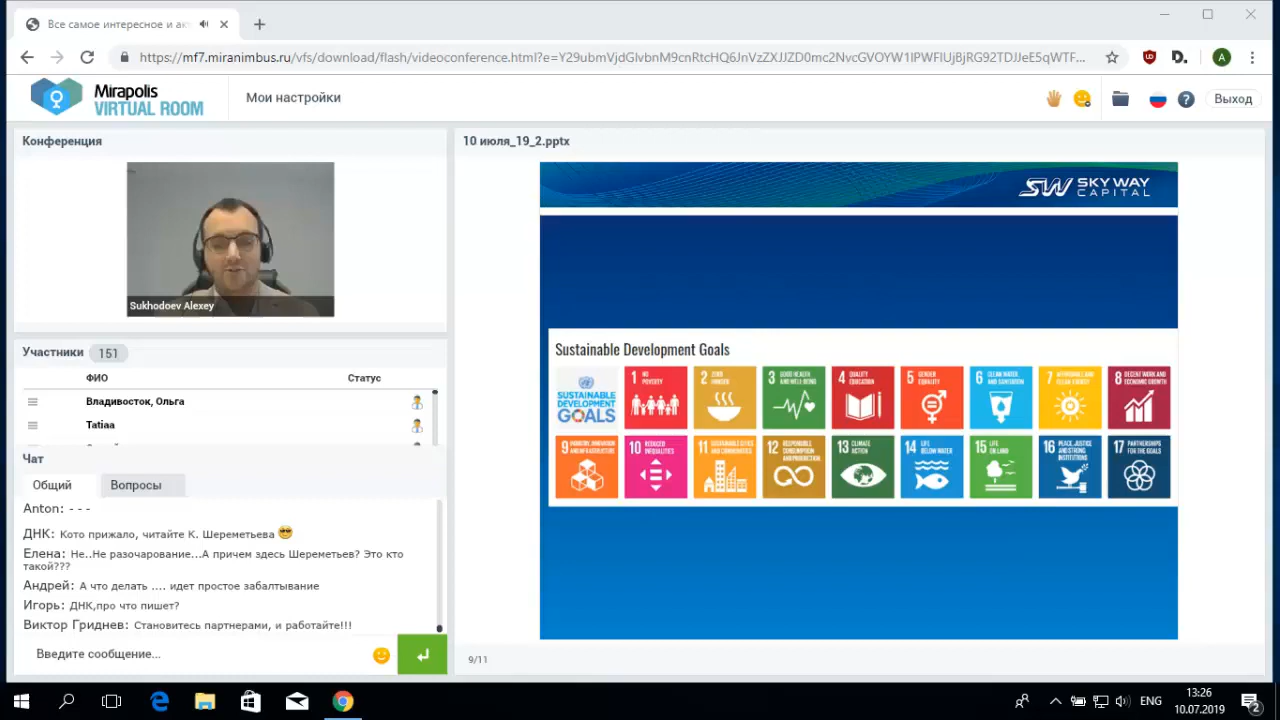 Все самое интересное и ак
https://mf7.miranimbus.ru/vfs/download/flash/videoconference.html?e=Y29ubmVjdGlvbnM9cnRtcHQ6JnVzZXJJZD0mc2NvcGVOYW1lPWFlUjBjRG92TDJJeE5qWTF...
Mirapolis
VIRTUAL ROOM
Мои настройки
Выход
Конференция
10 июля_19_2.pptx
Sukhodoev Alexey
SKY WAY
CAPITAL
Участники 151
ФИО Статус
Владивосток, Ольга
Tatiaa
Чат
Общий Вопросы
Anton: - - -
ДНК: Кото прижало, читайте К. Шереметьева
Елена: Не..Не разочарование...А причем здесь Шереметьев? Это кто
такой???
Андрей: А что делать .... идет простое забалтывание
Игорь: ДНК,про что пишет?
Виктор Гриднев: Становитесь партнерами, и работайте!!!
Введите сообщение...
Sustainable Development Goals
SUSTAINABLE
DEVELOPMENT
GOALS
1 NO
POVERTY
2 ZERO
HUNGER
3 GOOD HEALTH
AND WELL-BEING
4 QUALITY
EDUCATION
5 GENDER
EQUALITY
6 CLEAN WATER
AND SANITATION
7 AFFORDABLE AND
CLEAN ENERGY
8 DECENT WORK AND
ECONOMIC GROWTH
9 INDUSTRY, INNOVATION
AND INFRASTRUCTURE
10 REDUCED
INEQUALITIES
11 SUSTAINABLE CITIES
AND COMMUNITIES
12 RESPONSIBLE
CONSUMPTION
AND PRODUCTION
13 CLIMATE
ACTION
14 LIFE
BELOW WATER
15 LIFE
ON LAND
16 PEACE, JUSTICE
AND STRONG
INSTITUTIONS
17 PARTNERSHIPS
FOR THE GOALS
9/11
ENG
13:26
10.07.2019
2